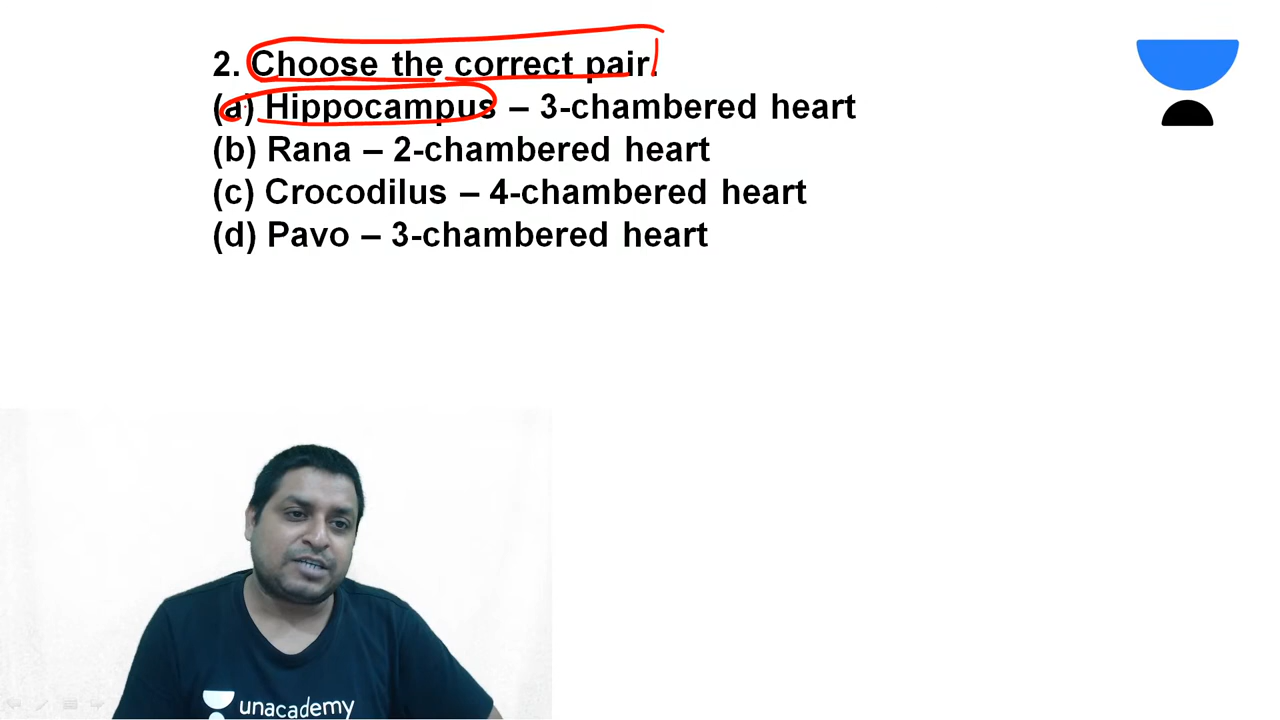 2. Choose the correct pair.
(a) Hippocampus – 3-chambered heart
(b) Rana – 2-chambered heart
(c) Crocodilus – 4-chambered heart
(d) Pavo – 3-chambered heart
unacademy